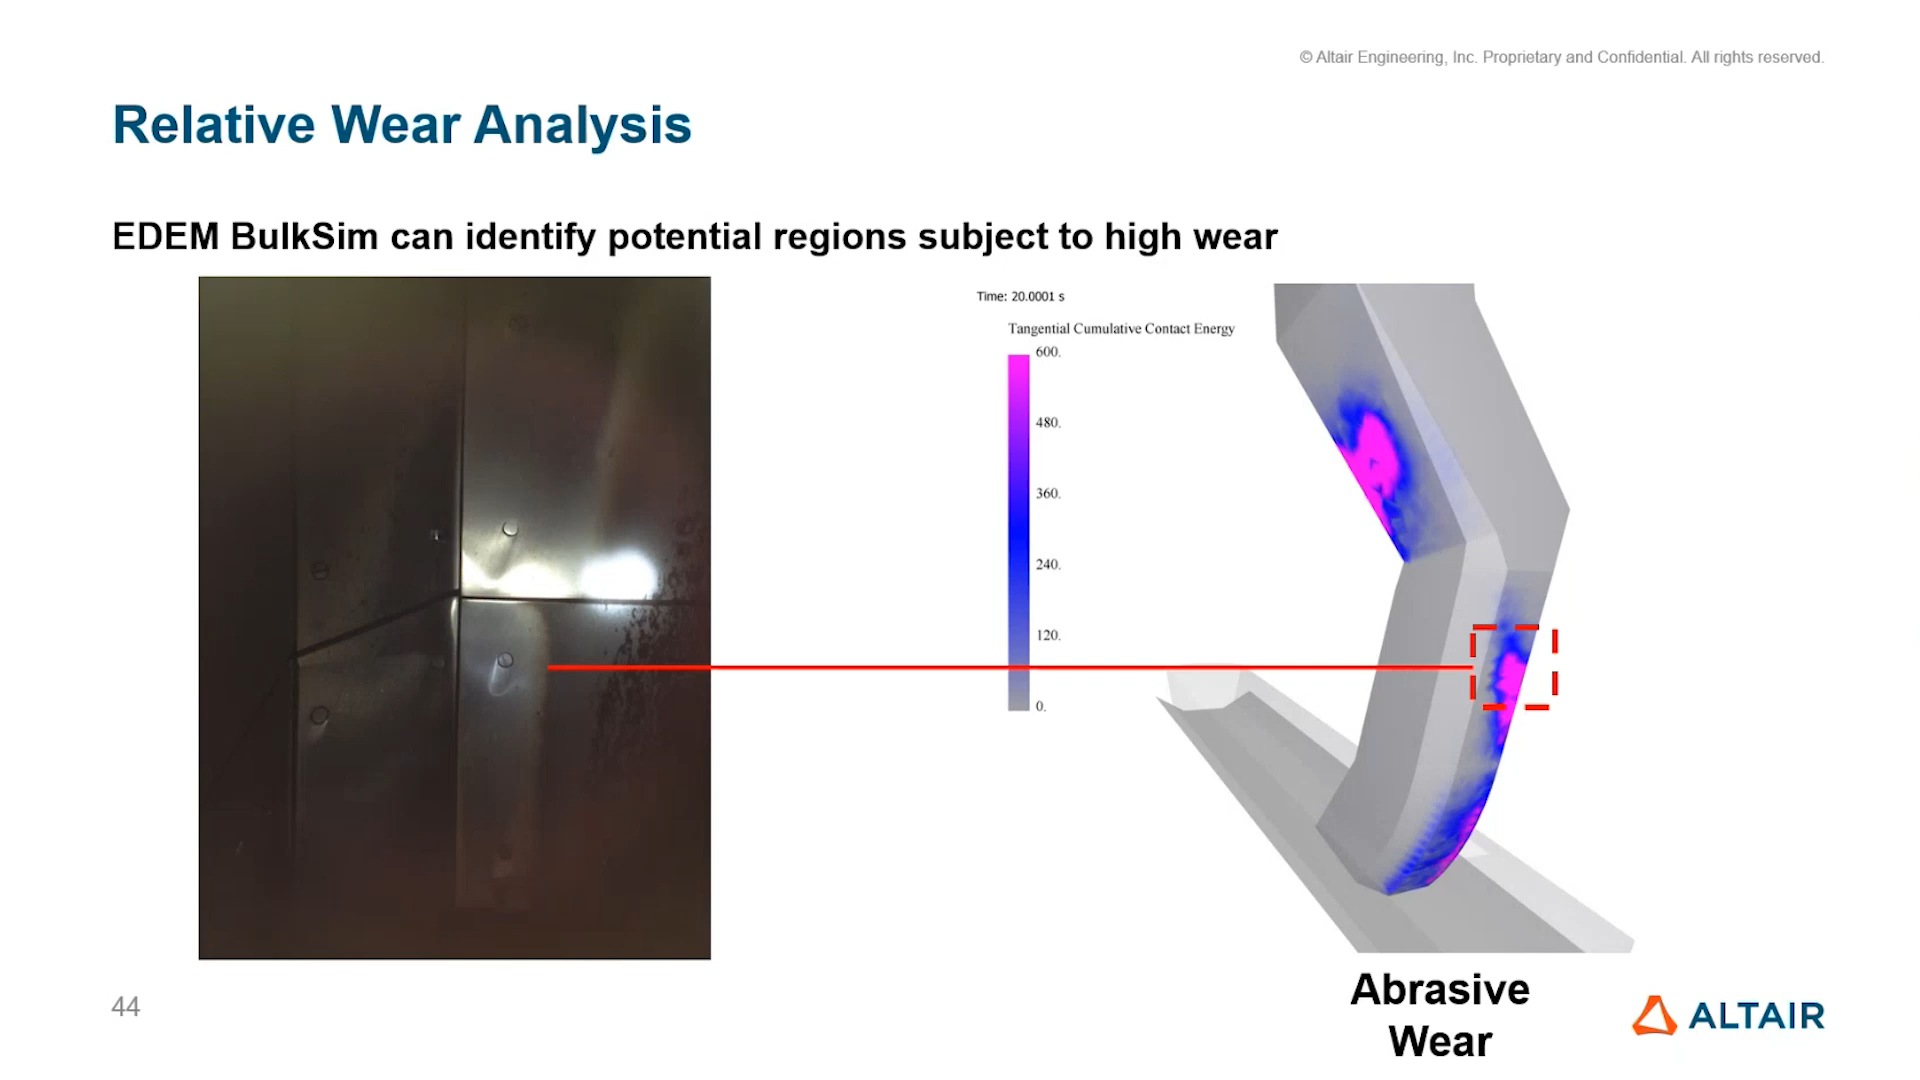 © Altair Engineering, Inc. Proprietary and Confidential. All rights reserved.
Relative Wear Analysis
EDEM BulkSim can identify potential regions subject to high wear
Time: 20.0001 s
Tangential Cumulative Contact Energy
600.
480.
360.
240.
120.
0.
Abrasive
Wear
44
ALTAIR